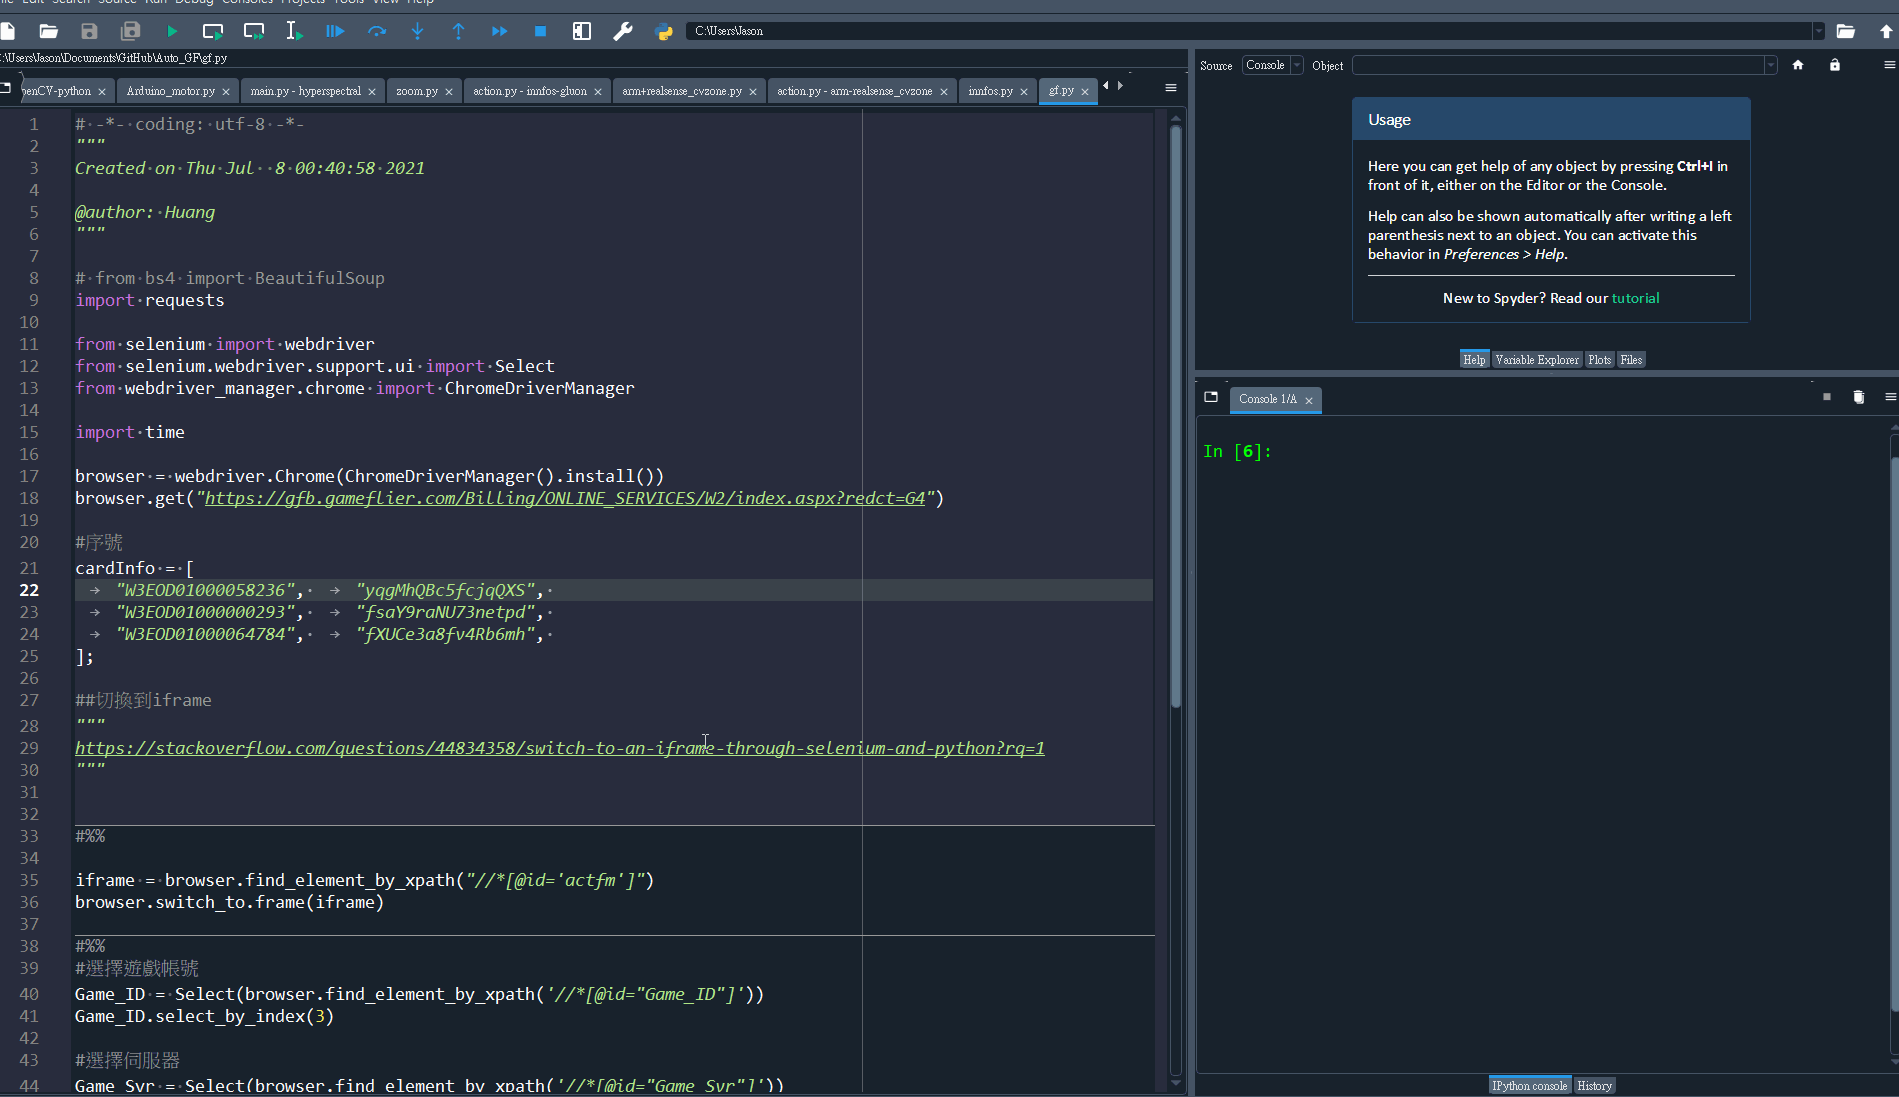 Edit Search Source Run Debug Consoles Projects Tools View Help
C:\Users\Jason
:\Users\Jason\Documents\GitHub\Auto_GF\gf.py
enCV-python Arduino_motor.py main.py - hyperspectral zoom.py action.py - innfos-gluon arm+realsense_cvzone.py action.py - arm-realsense_cvzone innfos.py gf.py
1 # -*- coding: utf-8 -*-
2 """
3 Created on Thu Jul  8 00:40:58 2021
4
5 @author: Huang
6 """
7
8 # from bs4 import BeautifulSoup
9 import requests
10
11 from selenium import webdriver
12 from selenium.webdriver.support.ui import Select
13 from webdriver_manager.chrome import ChromeDriverManager
14
15 import time
16
17 browser = webdriver.Chrome(ChromeDriverManager().install())
18 browser.get("https://gfb.gameflier.com/Billing/ONLINE_SERVICES/W2/index.aspx?redct=G4")
19
20 #序號
21 cardInfo = [
22 "W3EOD01000058236", "yqgMhQBc5fcjqQXS",
23 "W3EOD01000000293", "fsaY9raNU73netpd",
24 "W3EOD01000064784", "fXUCe3a8fv4Rb6mh",
25 ];
26
27 ##切換到iframe
28 """
29 https://stackoverflow.com/questions/44834358/switch-to-an-iframe-through-selenium-and-python?rq=1
30 """
31
32
33 #%%
34
35 iframe = browser.find_element_by_xpath("//*[@id='actfm']")
36 browser.switch_to.frame(iframe)
37
38 #%%
39 #選擇遊戲帳號
40 Game_ID = Select(browser.find_element_by_xpath('//*[@id="Game_ID"]'))
41 Game_ID.select_by_index(3)
42
43 #選擇伺服器
44 Game_Svr = Select(browser.find_element_by_xpath('//*[@id="Game_Svr"]'))
Source Console Object
Usage
Here you can get help of any object by pressing Ctrl+I in
front of it, either on the Editor or the Console.
Help can also be shown automatically after writing a left
parenthesis next to an object. You can activate this
behavior in Preferences > Help.
New to Spyder? Read our tutorial
Help Variable Explorer Plots Files
Console 1/A
In [6]:
IPython console History